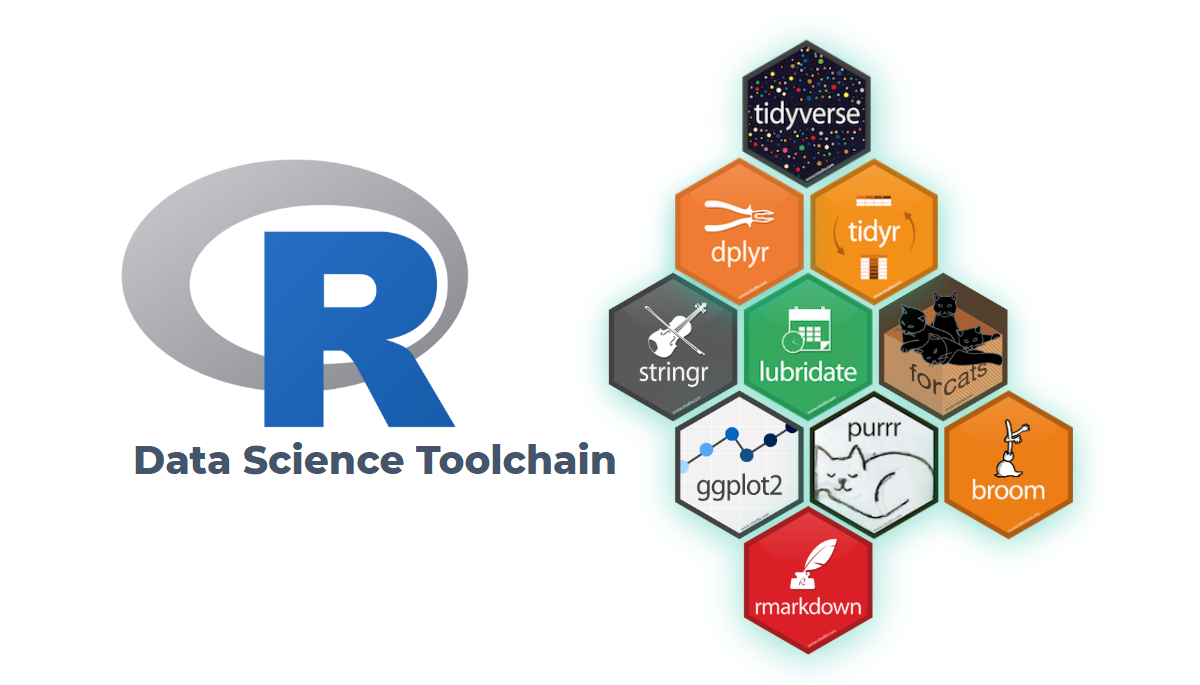 tidyverse
dplyr
tidyr
stringr
lubridate
forcats
R
Data Science Toolchain
ggplot2
purrr
broom
rmarkdown